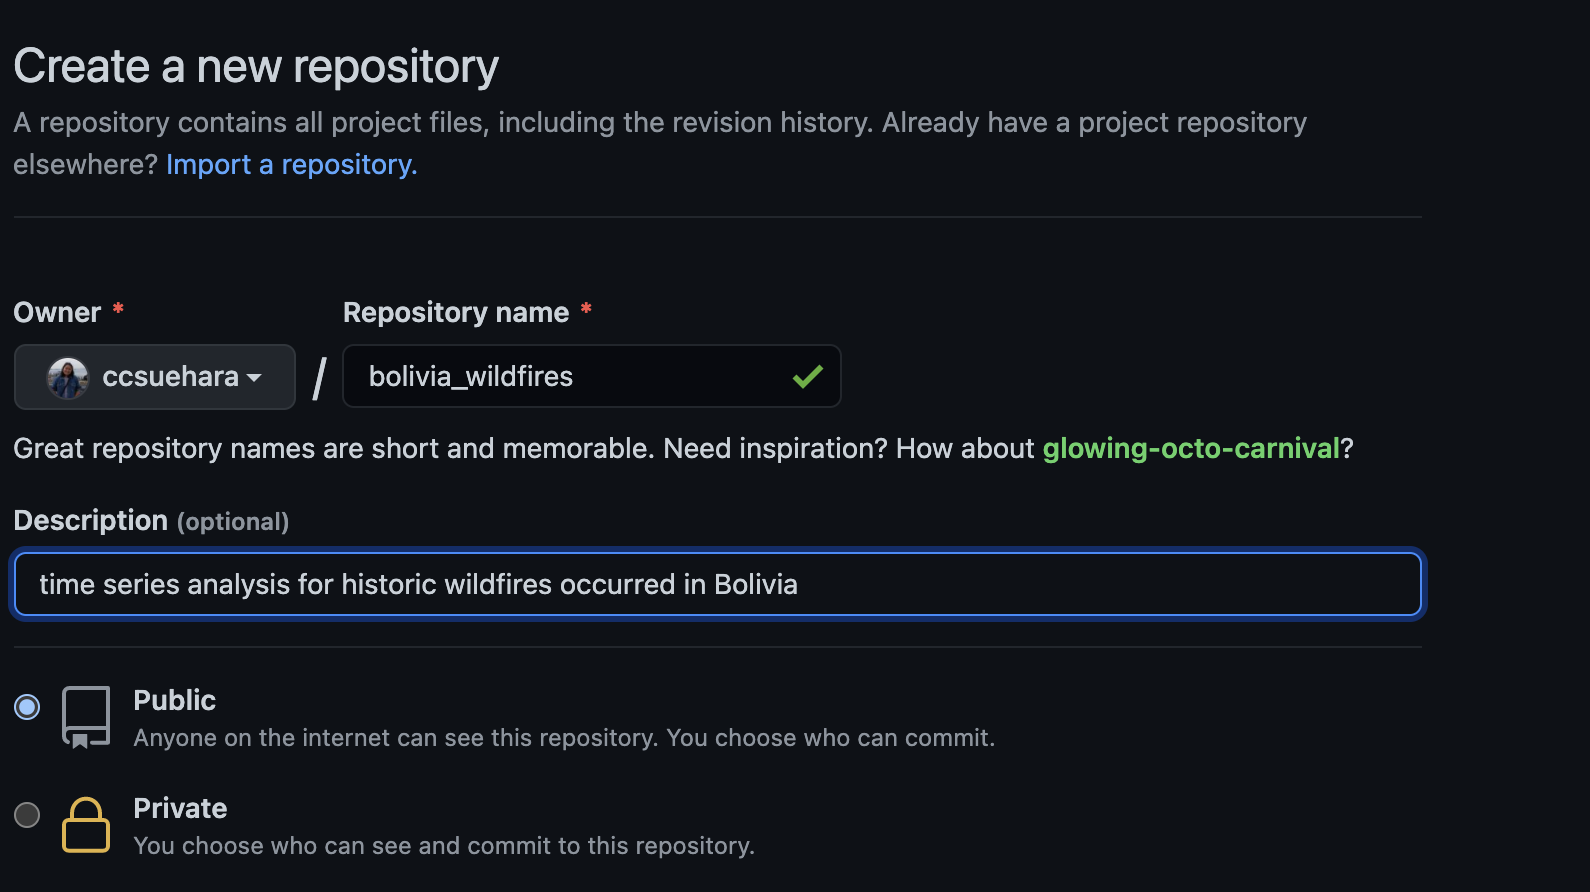 Create a new repository
A repository contains all project files, including the revision history. Already have a project repository
elsewhere? Import a repository.
Owner * Repository name *
ccsuehara / bolivia_wildfires
Great repository names are short and memorable. Need inspiration? How about glowing-octo-carnival?
Description (optional)
time series analysis for historic wildfires occurred in Bolivia
Public
Anyone on the internet can see this repository. You choose who can commit.
Private
You choose who can see and commit to this repository.